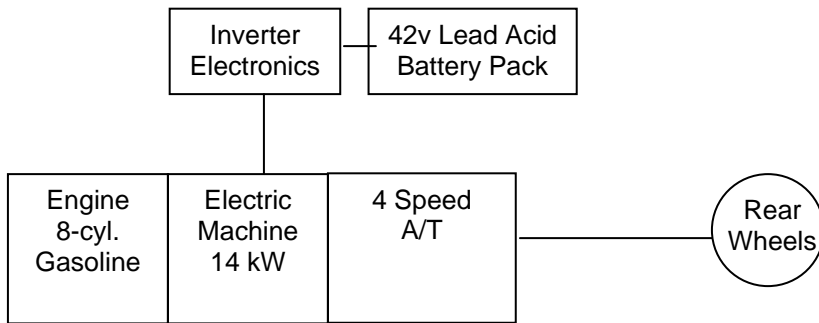 Inverter
Electronics
42v Lead Acid
Battery Pack
Engine
8-cyl.
Gasoline
Electric
Machine
14 kW
4 Speed
A/T
Rear
Wheels